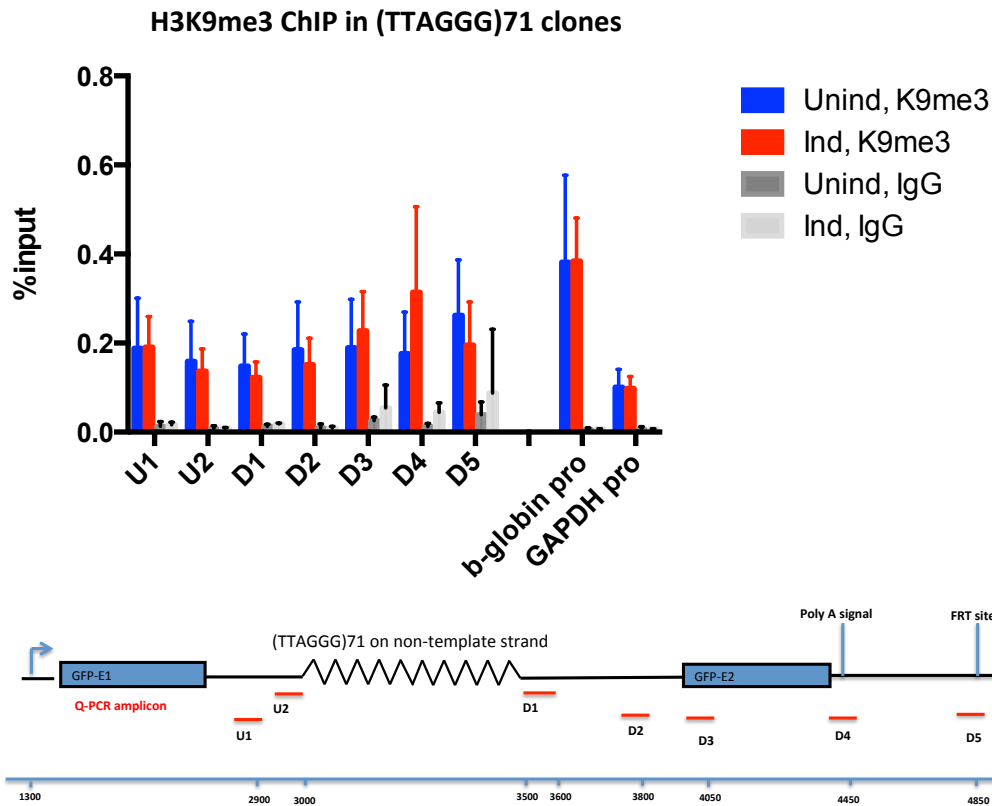 H3K9me3 ChIP in (TTAGGG)71 clones
%input
0.8
0.6
0.4
0.2
0.0
U1
U2
D1
D2
D3
D4
D5
b-globin pro
GAPDH pro
Unind, K9me3
Ind, K9me3
Unind, IgG
Ind, IgG
Poly A signal
FRT site
(TTAGGG)71 on non-template strand
GFP-E1
GFP-E2
Q-PCR amplicon
U1
U2
D1
D2
D3
D4
D5
1300
2900
3000
3500
3600
3800
4050
4450
4850